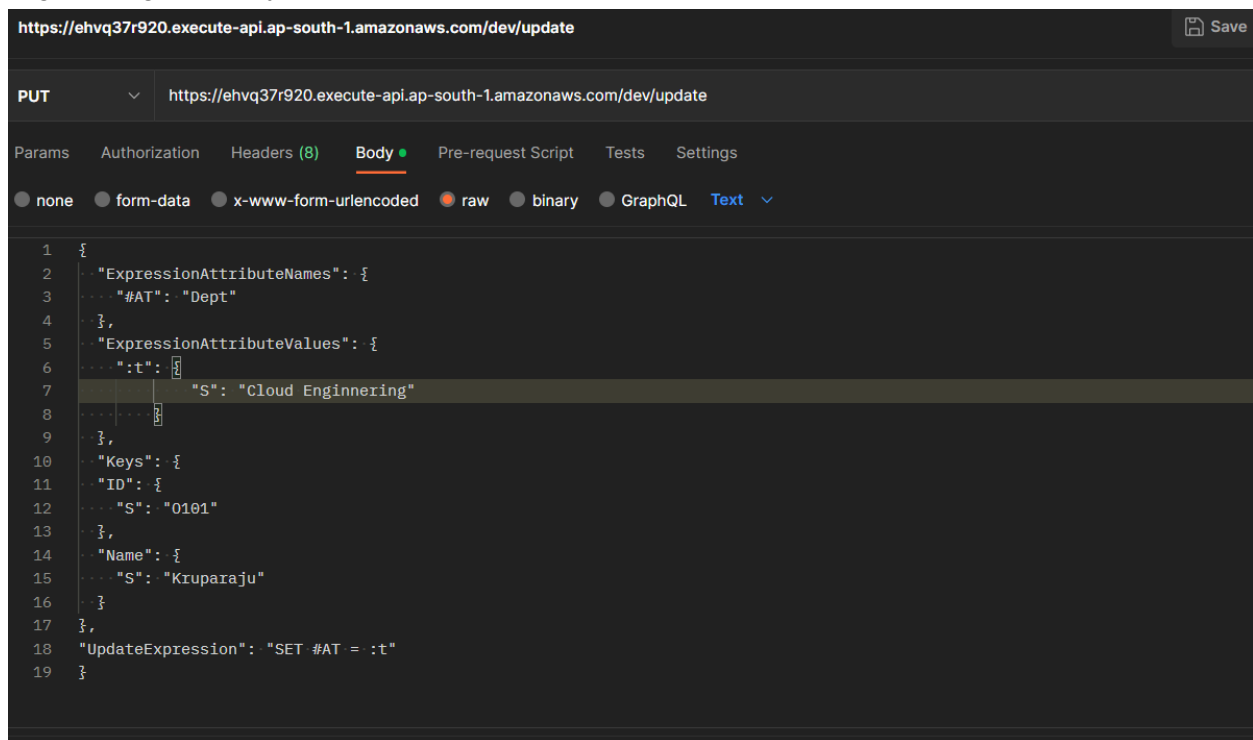 https://ehvq37r920.execute-api.ap-south-1.amazonaws.com/dev/update Save
PUT https://ehvq37r920.execute-api.ap-south-1.amazonaws.com/dev/update
Params Authorization Headers (8) Body Pre-request Script Tests Settings
none form-data x-www-form-urlencoded raw binary GraphQL Text
1 {
2 "ExpressionAttributeNames": {
3 "#AT": "Dept"
4 },
5 "ExpressionAttributeValues": {
6 ":t": {
7 "S": "Cloud Enginnering"
8 }
9 },
10 "Keys": {
11 "ID": {
12 "S": "O101"
13 },
14 "Name": {
15 "S": "Kruparaju"
16 }
17 },
18 "UpdateExpression": "SET #AT = :t"
19 }